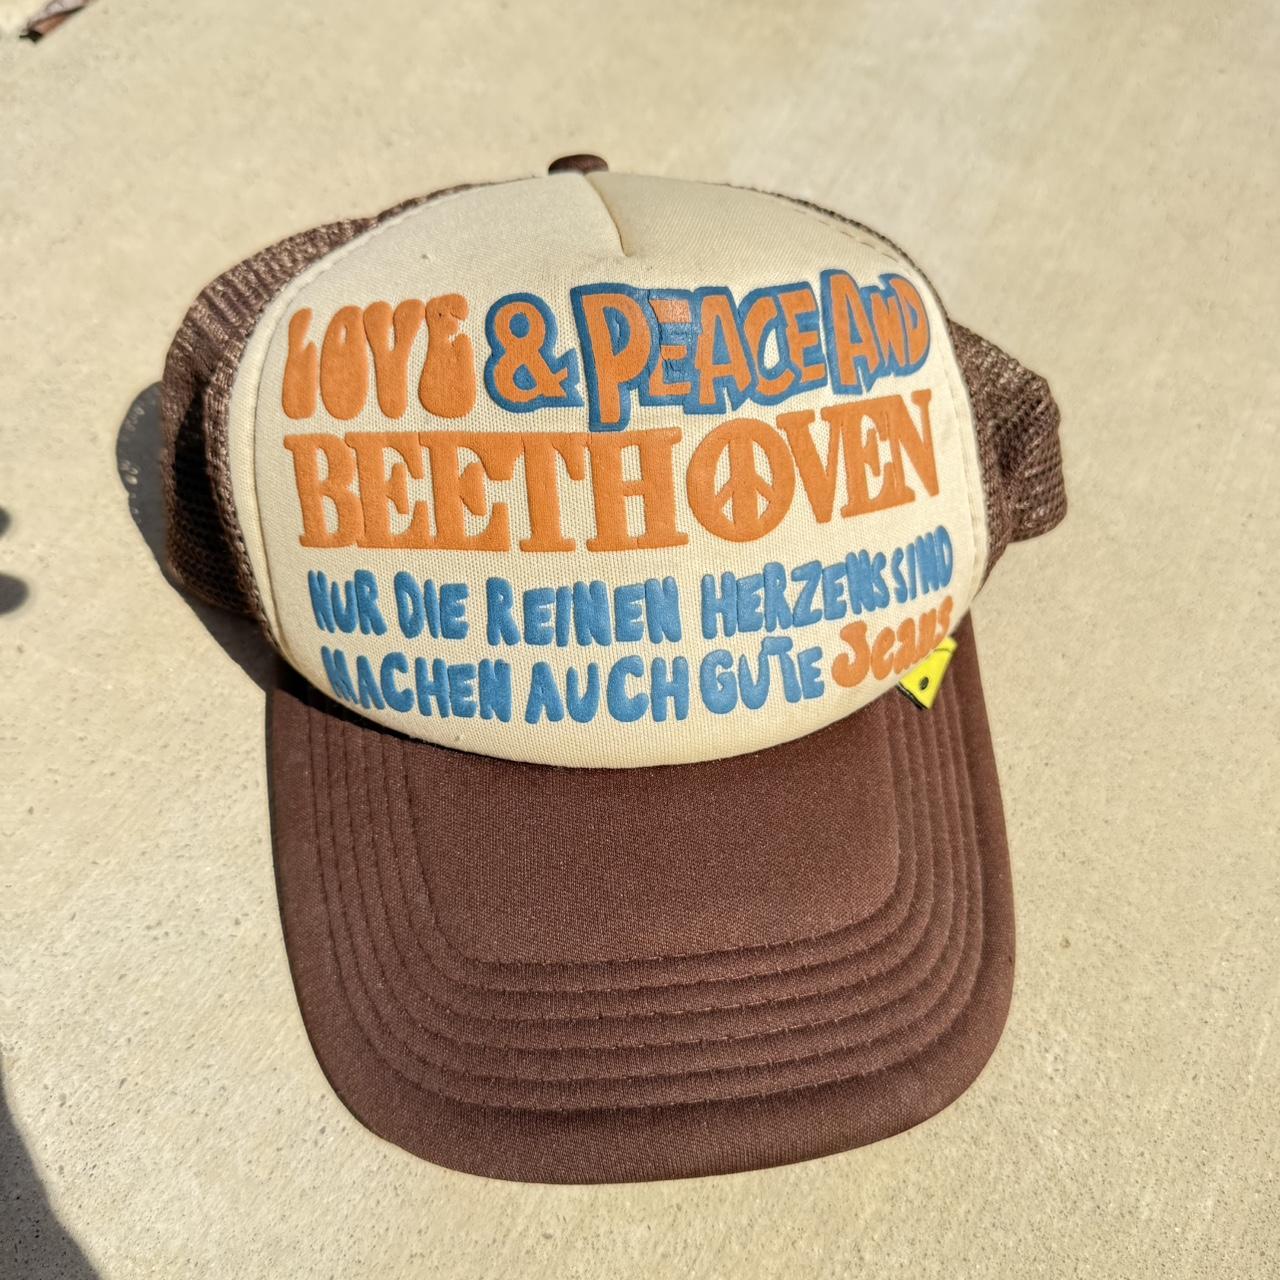 LOVE & PEACE AND
BEETHOVEN
NUR DIE REINEN HERZENS SIND
MACHEN AUCH GUTE Jeans